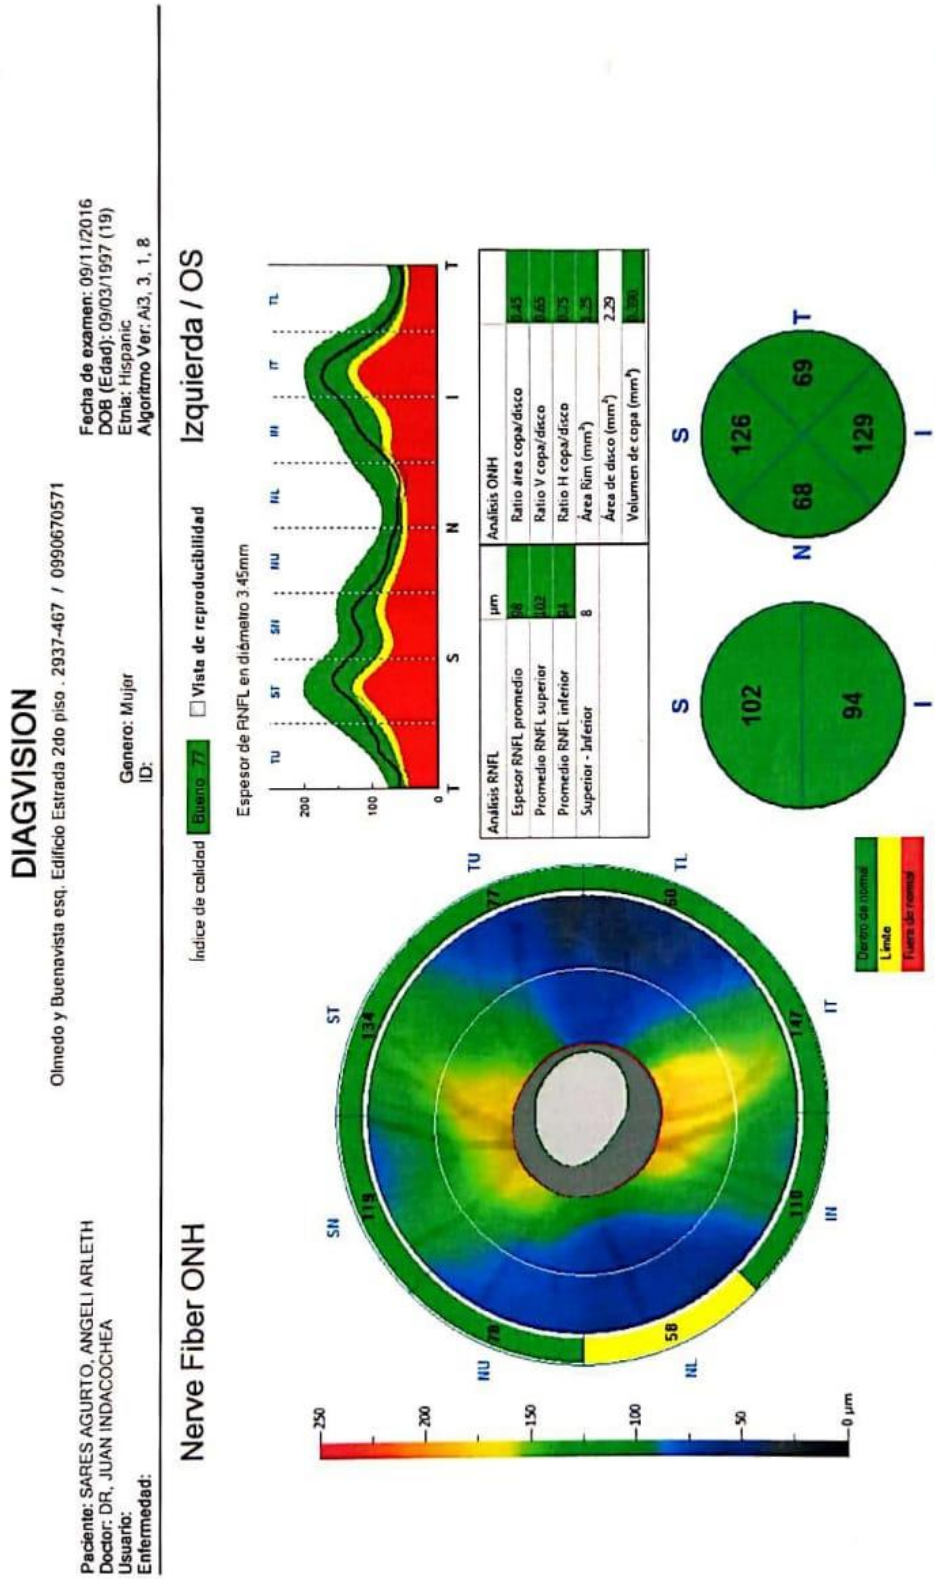 DIAGVISION
Olmedo y Buenavista esq. Edificio Estrada 2do piso . 2937-467 / 0990670571
Paciente: SARES AGURTO, ANGELI ARLETH
Doctor: DR, JUAN INDACOCHEA
Usuario:
Enfermedad:
Genero: Mujer
ID:
Fecha de examen: 09/11/2016
DOB (Edad): 09/03/1997 (19)
Etnia: Hispanic
Algoritmo Ver: Ai3, 3, 1, 8
Nerve Fiber ONH
Índice de calidad Bueno 77
Vista de reproducibilidad
Izquierda / OS
250
200
150
100
50
0 µm
SN
ST
NU
TU
NL
TL
IN
IT
119
134
78
77
58
60
110
147
Espesor de RNFL en diámetro 3.45mm
TU ST SN NU NL IN IT TL
200
100
0
T S N I T
Análisis RNFL µm
Espesor RNFL promedio 98
Promedio RNFL superior 102
Promedio RNFL inferior 94
Superior - Inferior 8
Análisis ONH
Ratio área copa/disco 0.45
Ratio V copa/disco 0.65
Ratio H copa/disco 0.75
Área Rim (mm²) 1.25
Área de disco (mm²) 2.29
Volumen de copa (mm³)
Dentro de normal
Límite
Fuera de normal
S
102
94
I
S
126
N 68 69 T
129
I